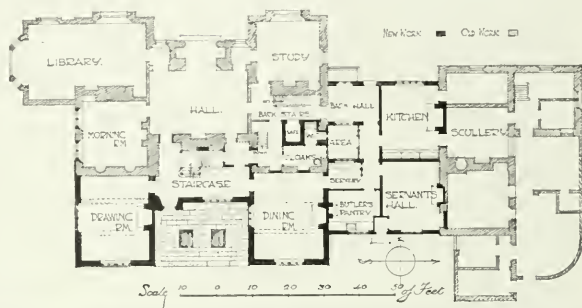 NEW WORK OLD WORK
LIBRARY.
STUDY
HALL.
BACK STAIRS
BACK HALL
KITCHEN
SCULLERY
MORNING RM.
W.C.
CLOAKS
AREA
STAIRCASE
SERVERY
DRAWING RM.
DINING RM.
BUTLER'S PANTRY
SERVANTS HALL.
Scale 10 0 10 20 30 40 50 of Feet